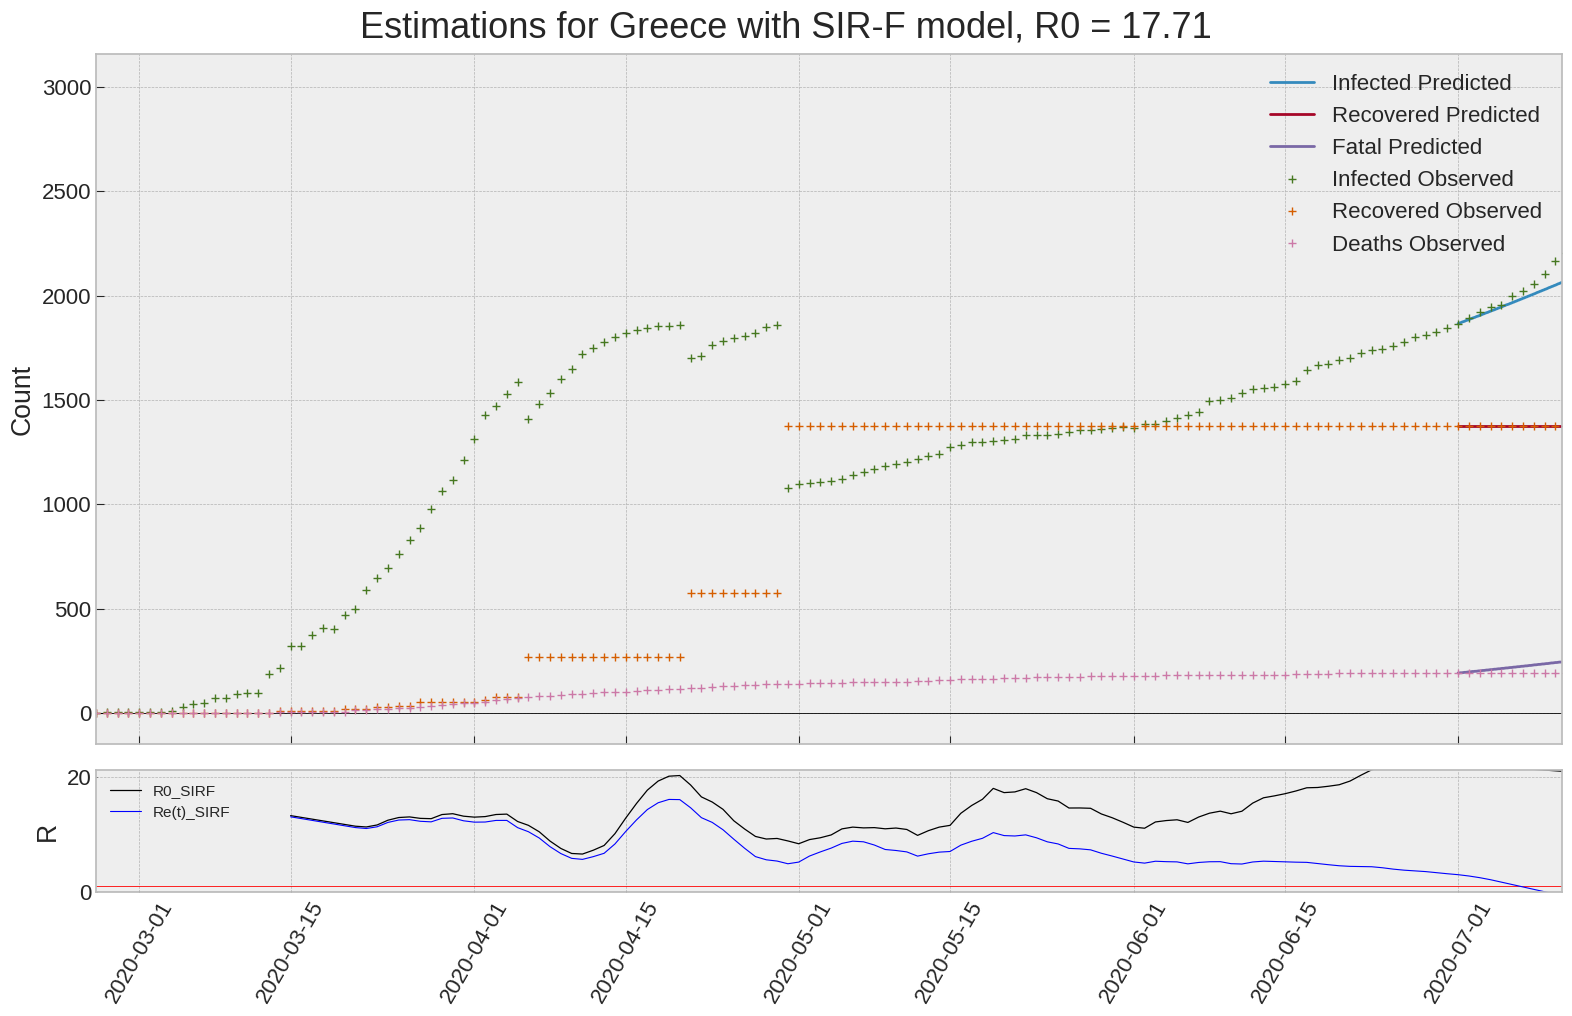 Estimations for Greece with SIR-F model, R0 = 17.71
3000
2500
2000
1500
1000
500
0
Count
Infected Predicted
Recovered Predicted
Fatal Predicted
Infected Observed
Recovered Observed
Deaths Observed
20
0
R
R0_SIRF
Re(t)_SIRF
2020-03-01
2020-03-15
2020-04-01
2020-04-15
2020-05-01
2020-05-15
2020-06-01
2020-06-15
2020-07-01